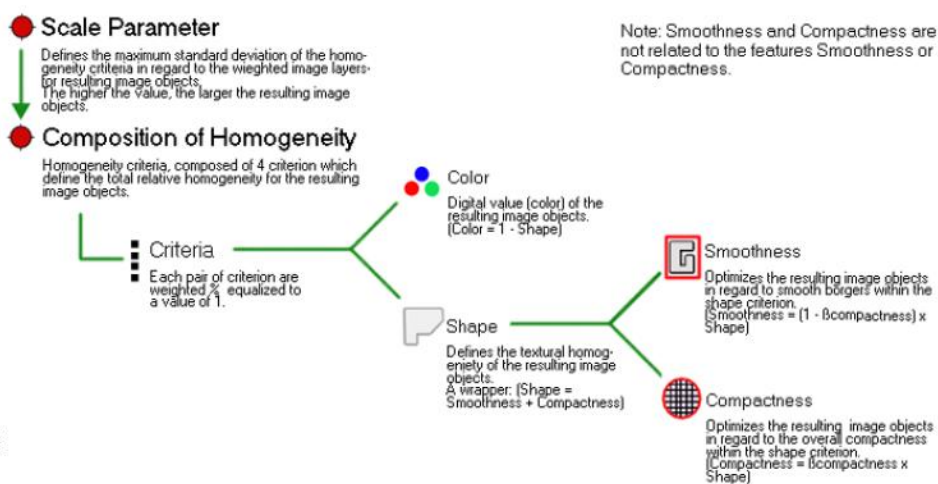 Scale Parameter
Defines the maximum standard deviation of the homo-
geneity critiera in regard to the weighted image layers-
for resulting image objects.
The higher the value, the larger the resulting image
objects.
Note: Smoothness and Compactness are
not related to the features Smoothness or
Compactness.
Composition of Homogeneity
Homogeneity criteria, composed of 4 criterion which
define the total relative homogeneity for the resulting
image objects.
Criteria
Each pair of criterion are
weighted % equalized to
a value of 1.
Color
Digital value (color) of the
resulting image objects.
(Color = 1 - Shape)
Shape
Defines the textural homog-
eniety of the resulting image
objects.
A wrapper: (Shape =
Smoothness + Compactness)
Smoothness
Optimizes the resulting image objects
in regard to smooth borgers within the
shape criterion.
(Smoothness = (1 - ßcompactness) x
Shape)
Compactness
Optimizes the resulting image objects
in regard to the overall compactness
within the shape criterion.
(Compactness = ßcompactness x
Shape)